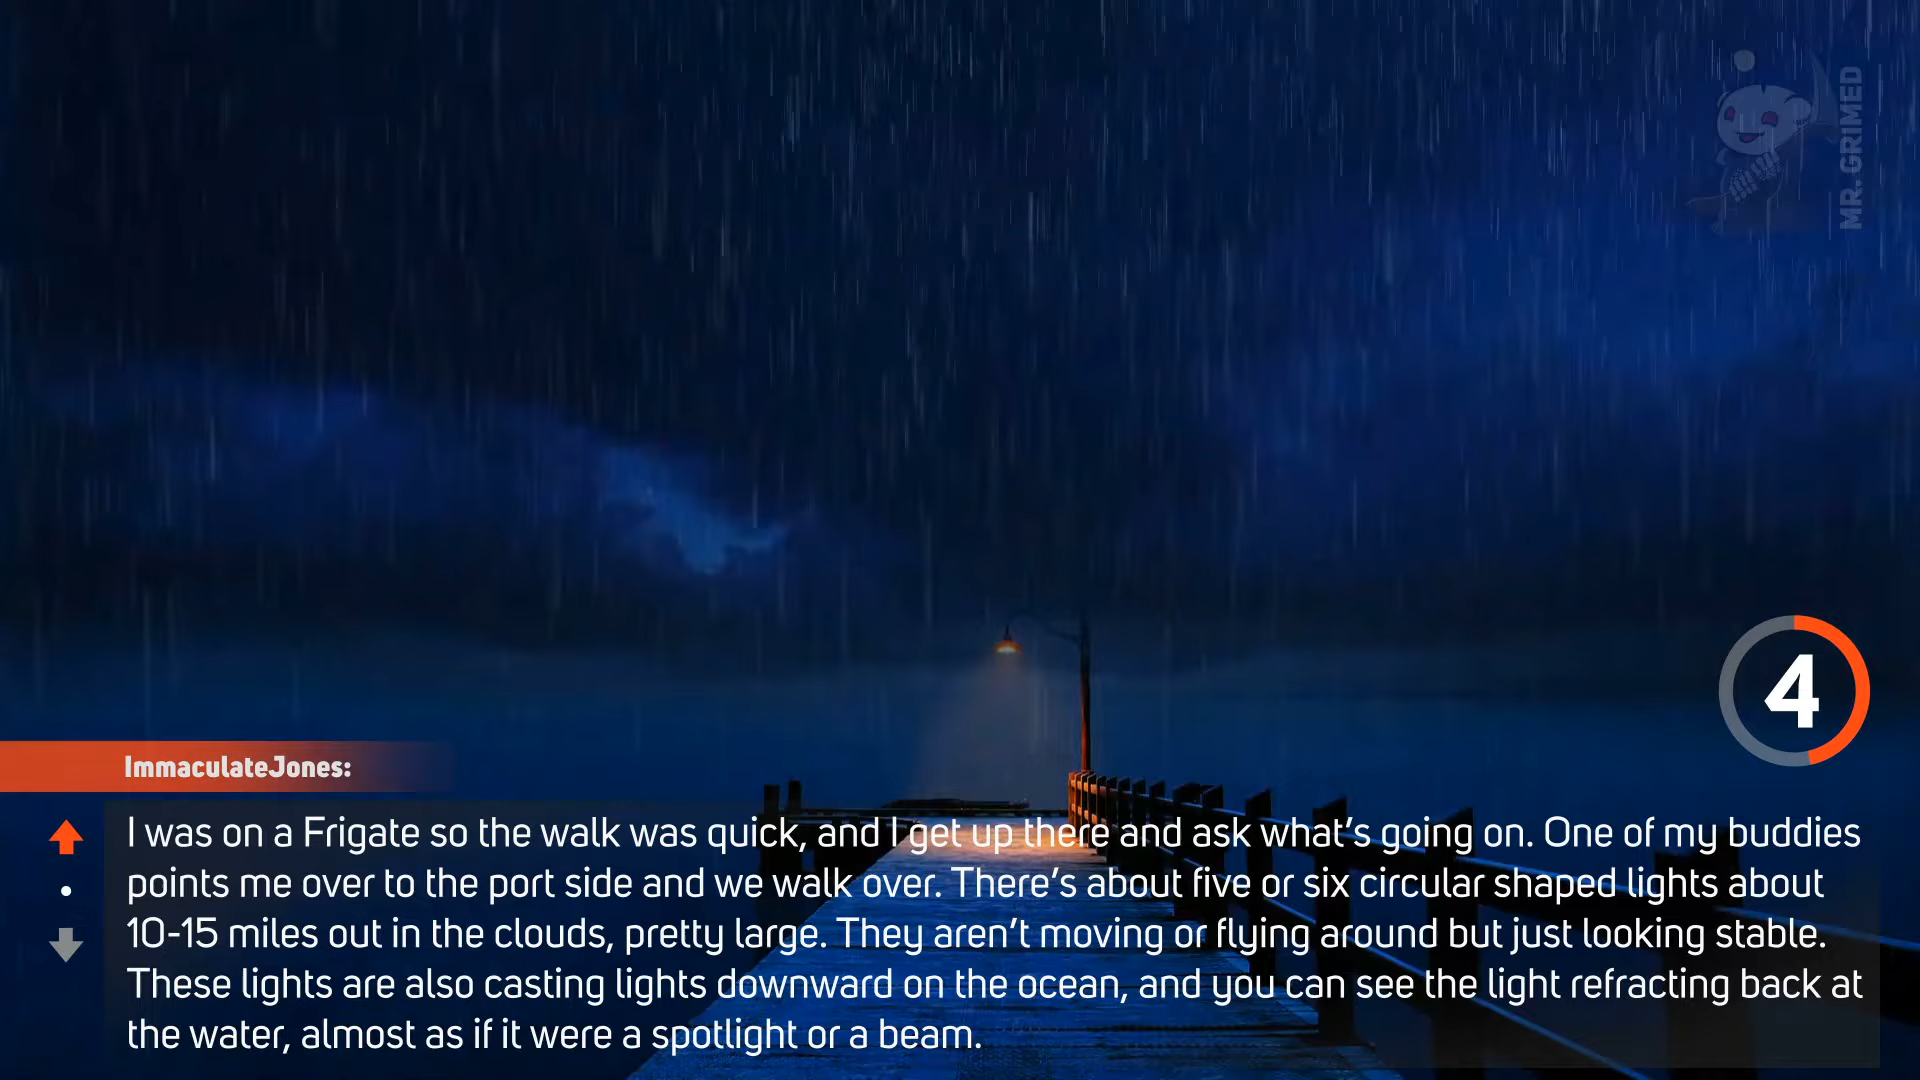 MR. GRIMED
4
ImmaculateJones:
I was on a Frigate so the walk was quick, and I get up there and ask what's going on. One of my buddies
points me over to the port side and we walk over. There's about five or six circular shaped lights about
10-15 miles out in the clouds, pretty large. They aren't moving or flying around but just looking stable.
These lights are also casting lights downward on the ocean, and you can see the light refracting back at
the water, almost as if it were a spotlight or a beam.